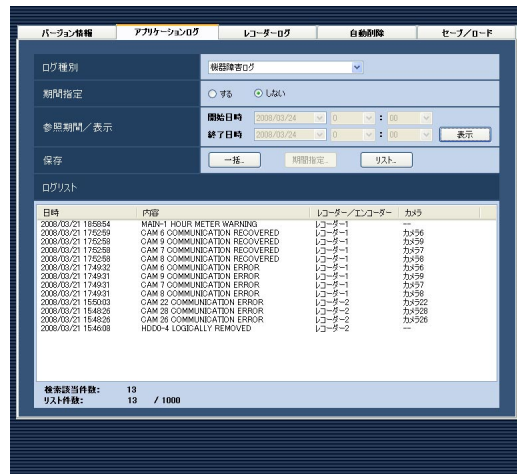 バージョン情報 アプリケーションログ レコーダーログ 自動削除 セーブ/ロード
ログ種別 機器障害ログ
期間指定 する しない
参照期間/表示 開始日時 2008/03/24 0 : 00
終了日時 2008/03/24 0 : 00 表示
保存 一括... 期間指定... リスト...
ログリスト
日時 内容 レコーダー/エンコーダー カメラ
2008/03/21 18:58:54 MAIN-1 HOUR METER WARNING レコーダー1 ---
2008/03/21 17:52:59 CAM 6 COMMUNICATION RECOVERED レコーダー1 カメラ6
2008/03/21 17:52:58 CAM 9 COMMUNICATION RECOVERED レコーダー1 カメラ9
2008/03/21 17:52:58 CAM 7 COMMUNICATION RECOVERED レコーダー1 カメラ7
2008/03/21 17:52:58 CAM 8 COMMUNICATION RECOVERED レコーダー1 カメラ8
2008/03/21 17:49:32 CAM 6 COMMUNICATION ERROR レコーダー1 カメラ6
2008/03/21 17:49:31 CAM 9 COMMUNICATION ERROR レコーダー1 カメラ9
2008/03/21 17:49:31 CAM 7 COMMUNICATION ERROR レコーダー1 カメラ7
2008/03/21 17:49:31 CAM 8 COMMUNICATION ERROR レコーダー1 カメラ8
2008/03/21 15:50:03 CAM 22 COMMUNICATION ERROR レコーダー2 カメラ22
2008/03/21 15:48:26 CAM 28 COMMUNICATION ERROR レコーダー2 カメラ28
2008/03/21 15:48:26 CAM 26 COMMUNICATION ERROR レコーダー2 カメラ26
2008/03/21 15:46:08 HDD0-4 LOGICALLY REMOVED レコーダー2 ---
検索該当件数: 13
リスト件数: 13 / 1000